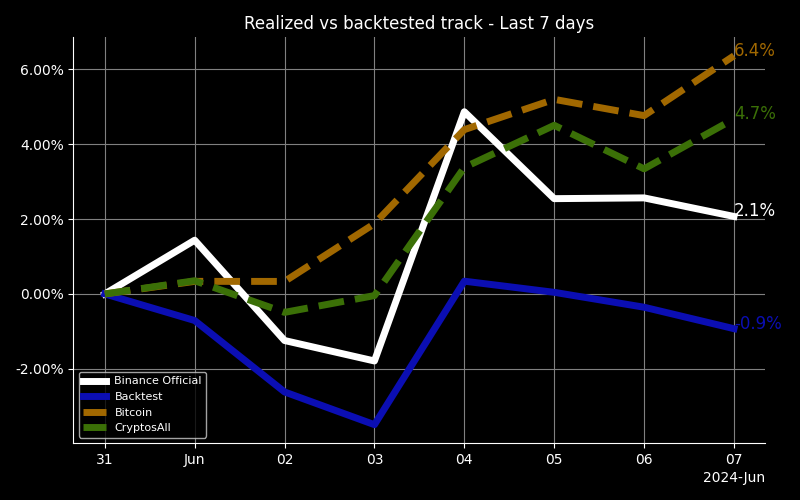 Realized vs backtested track - Last 7 days
6.4%
6.00%
4.7%
4.00%
2.1%
2.00%
0.00%
-0.9%
-2.00%
Binance Official
Backtest
Bitcoin
CryptosAll
31 Jun 02 03 04 05 06 07
2024-Jun